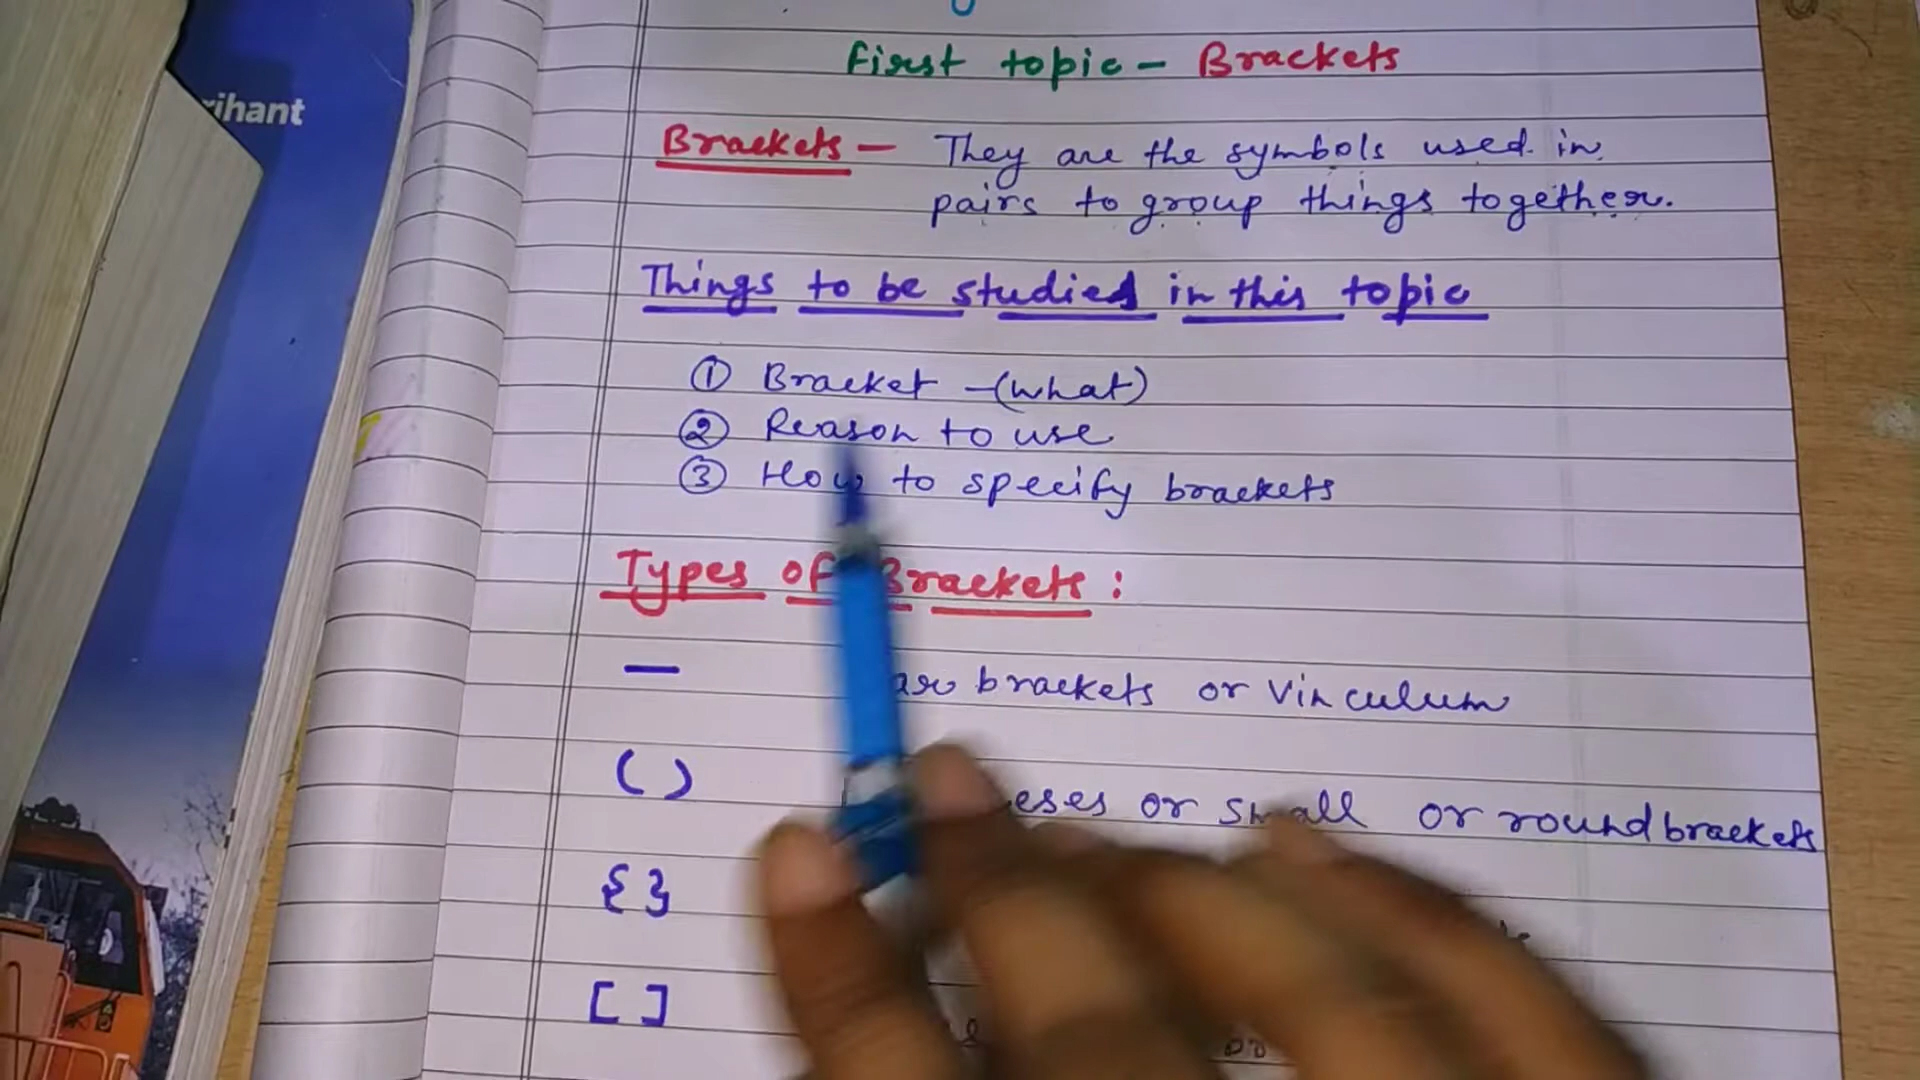 rihant
First topic - Brackets
Brackets - They are the symbols used in
pairs to group things together.
Things to be studied in this topic
① Bracket - (what)
② Reason to use
③ How to specify brackets
Types of Brackets :
— brackets or Vinculum
( ) or small or round brackets
{ }
[ ]